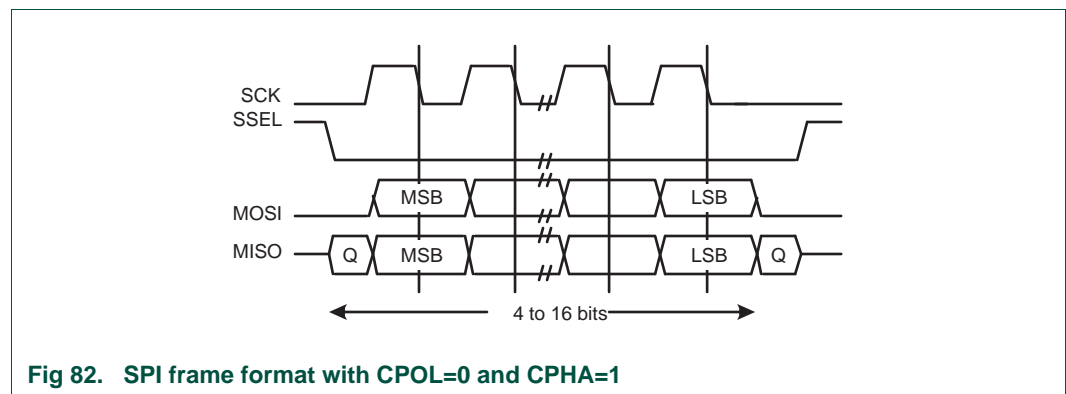 SCK
SSEL
MOSI MSB LSB
MISO Q MSB LSB Q
4 to 16 bits
Fig 82. SPI frame format with CPOL=0 and CPHA=1